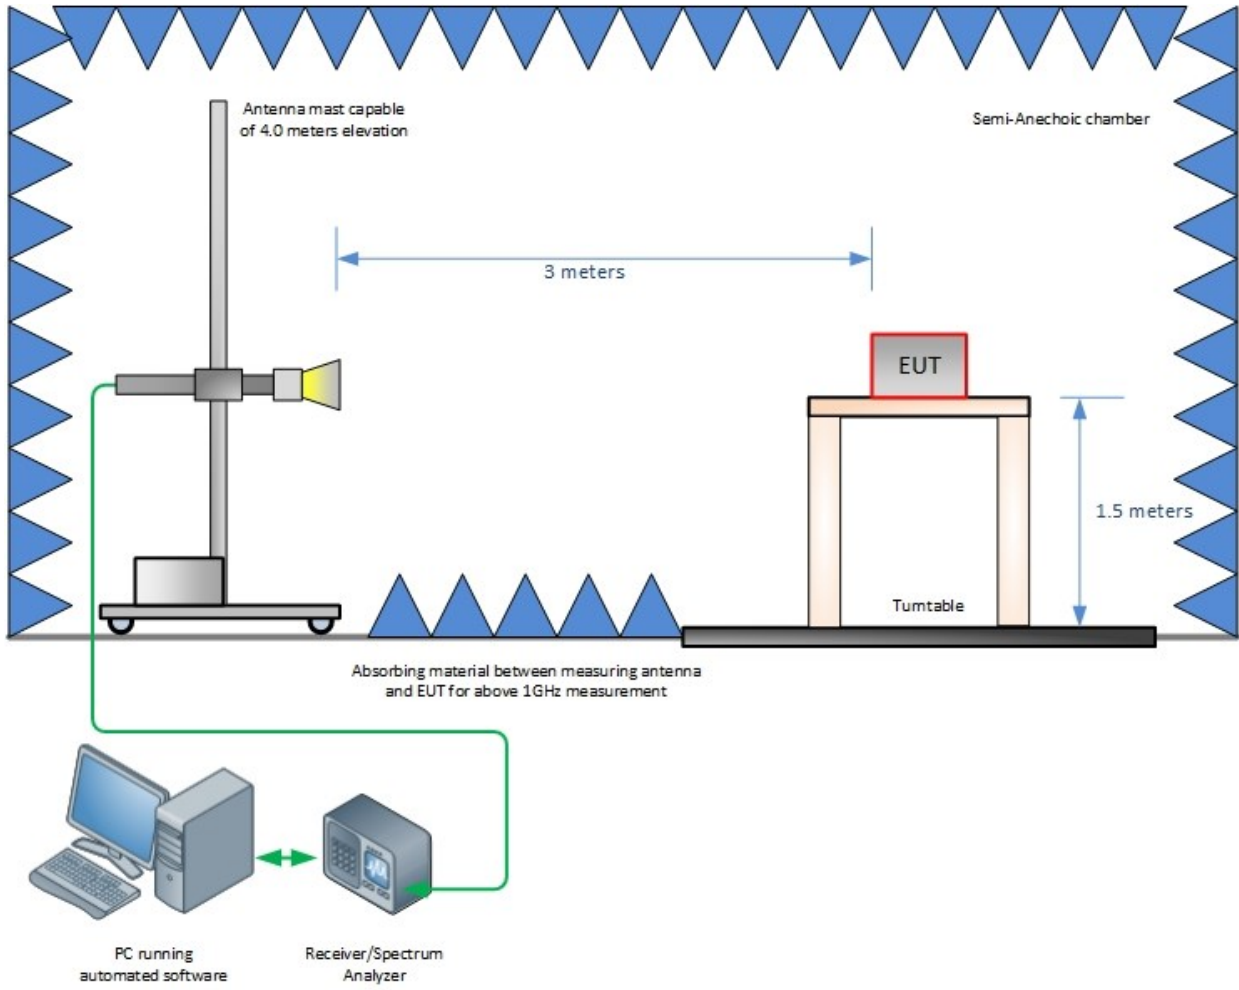 Antenna mast capable
of 4.0 meters elevation
Semi-Anechoic chamber
3 meters
EUT
1.5 meters
Turntable
Absorbing material between measuring antenna
and EUT for above 1GHz measurement
PC running
automated software
Receiver/Spectrum
Analyzer